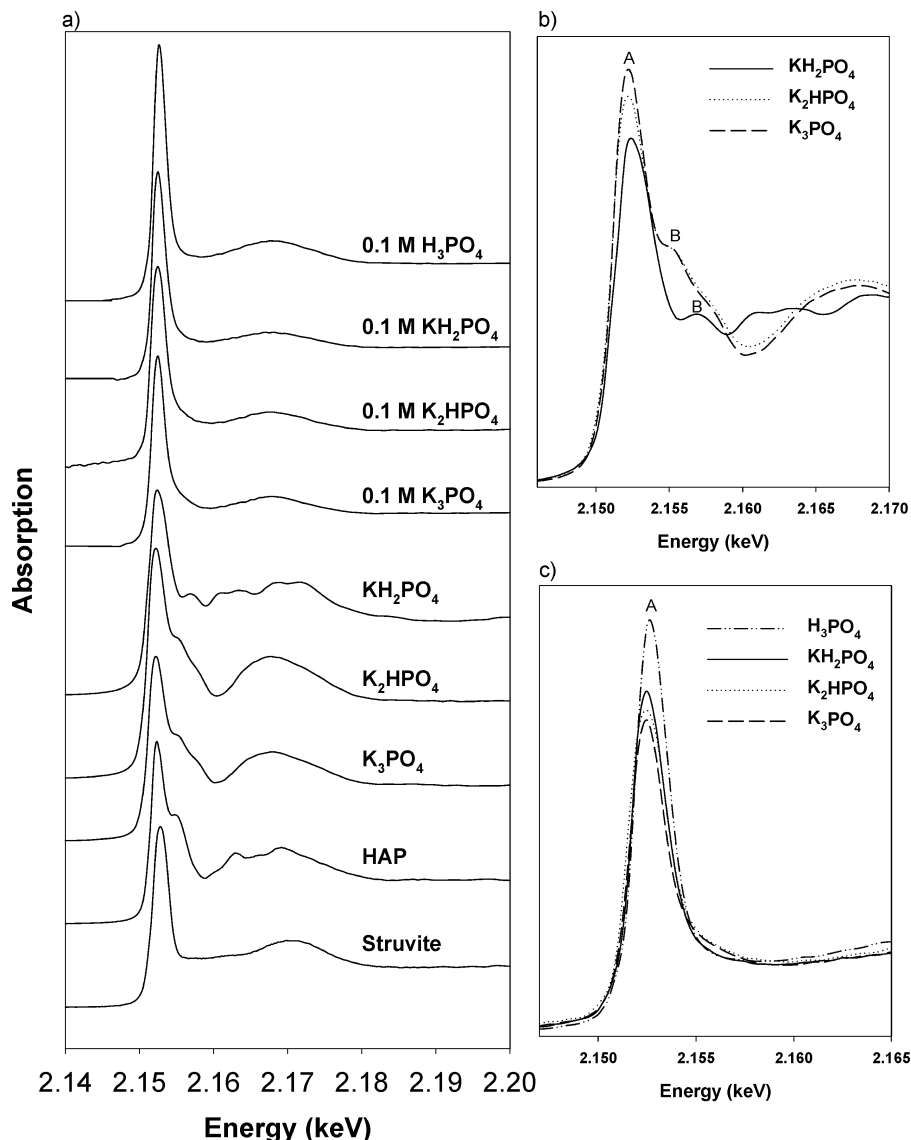 a)
0.1 M H₃PO₄
0.1 M KH₂PO₄
0.1 M K₂HPO₄
0.1 M K₃PO₄
KH₂PO₄
K₂HPO₄
K₃PO₄
HAP
Struvite
Absorption
2.14 2.15 2.16 2.17 2.18 2.19 2.20
Energy (keV)
b)
A
B
B
KH₂PO₄
K₂HPO₄
K₃PO₄
2.150 2.155 2.160 2.165 2.170
Energy (keV)
c)
A
H₃PO₄
KH₂PO₄
K₂HPO₄
K₃PO₄
2.150 2.155 2.160 2.165
Energy (keV)